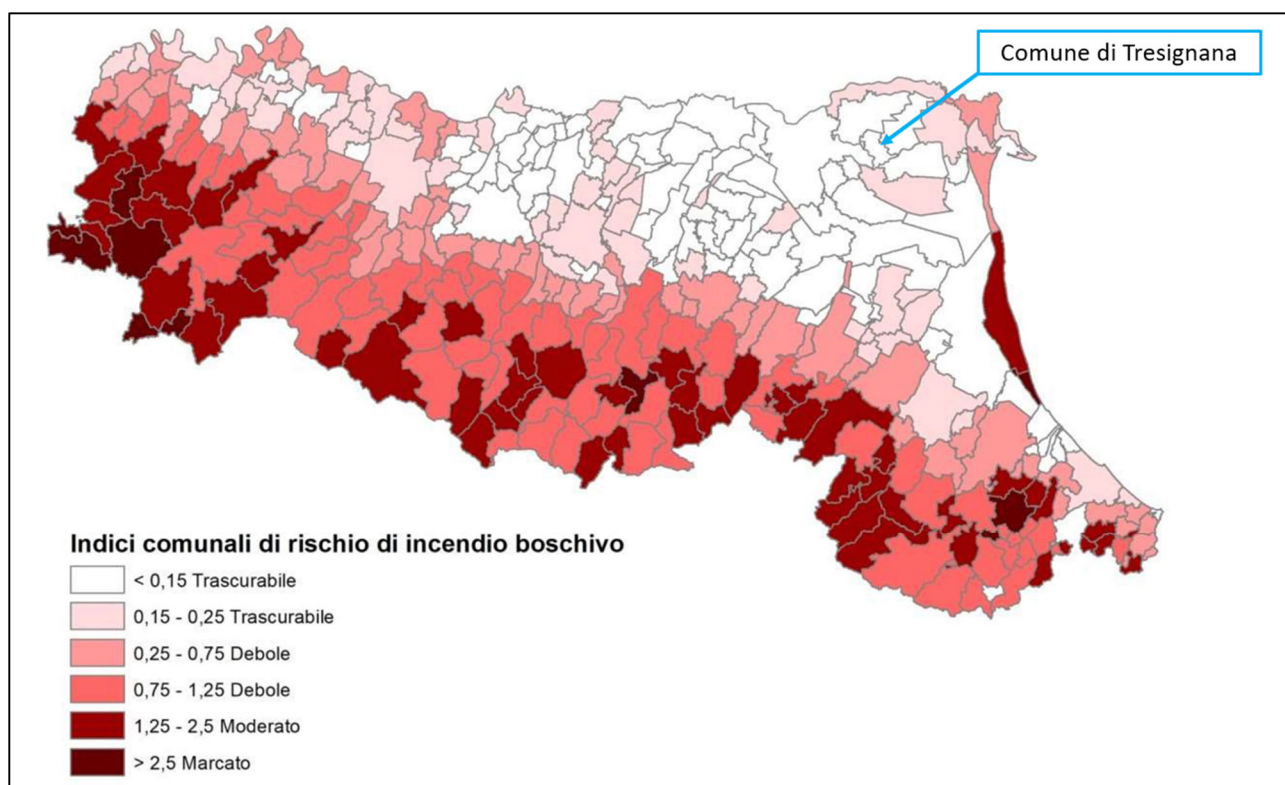 Comune di Tresignana
Indici comunali di rischio di incendio boschivo
< 0,15 Trascurabile
0,15 - 0,25 Trascurabile
0,25 - 0,75 Debole
0,75 - 1,25 Debole
1,25 - 2,5 Moderato
> 2,5 Marcato